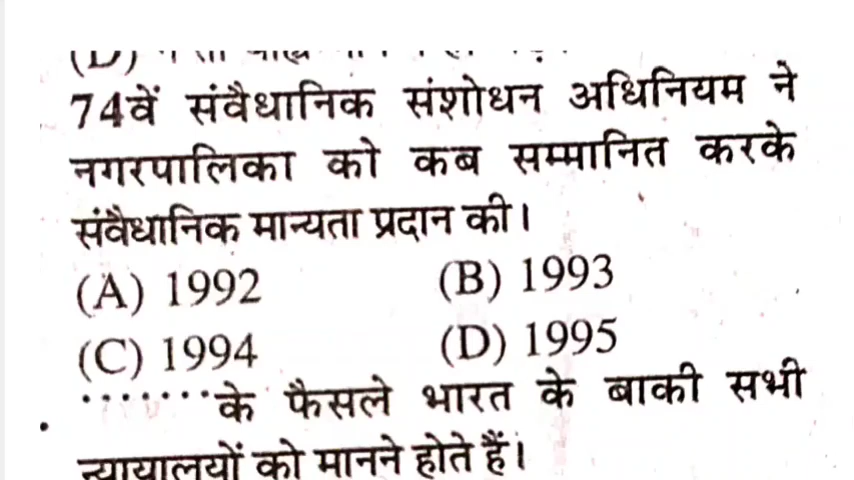 (D)
74वें संवैधानिक संशोधन अधिनियम ने
नगरपालिका को कब सम्मानित करके
संवैधानिक मान्यता प्रदान की।
(A) 1992 (B) 1993
(C) 1994 (D) 1995
.......के फैसले भारत के बाकी सभी
न्यायालयों को मानने होते हैं।